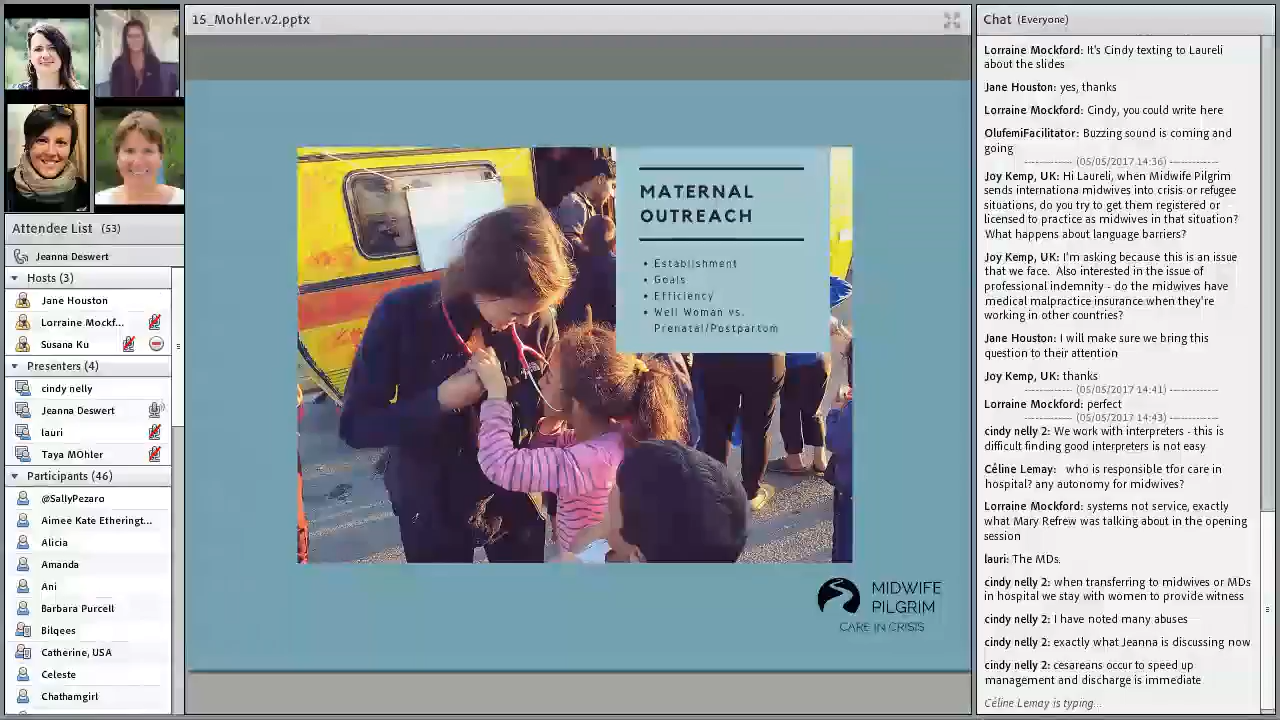 15_Mohler.v2.pptx
Attendee List (53)
Jeanna Deswert
Hosts (3)
Jane Houston
Lorraine Mockf...
Susana Ku
Presenters (4)
cindy nelly
Jeanna Deswert
lauri
Taya MOhler
Participants (46)
@SallyPezaro
Aimee Kate Etheringt...
Alicia
Amanda
Ani
Barbara Purcell
Bilqees
Catherine, USA
Celeste
Chathamgirl
MATERNAL
OUTREACH
• Establishment
• Goals
• Efficiency
• Well Woman vs.
Prenatal/Postpartom
MIDWIFE
PILGRIM
CARE IN CRISIS
Chat (Everyone)
Lorraine Mockford: It's Cindy texting to Laureli
about the slides
Jane Houston: yes, thanks
Lorraine Mockford: Cindy, you could write here
OlufemiFacilitator: Buzzing sound is coming and
going
--------------- (05/05/2017 14:36) ---------------
Joy Kemp, UK: Hi Laureli, when Midwife Pilgrim
sends internationa midwives into crisis or refugee
situations, do you try to get them registered or
licensed to practice as midwives in that situation?
What happens about language barriers?
Joy Kemp, UK: I'm asking because this is an issue
that we face. Also interested in the issue of
professional indemnity - do the midwives have
medical malpractice insurance when they're
working in other countries?
Jane Houston: I will make sure we bring this
question to their attention
Joy Kemp, UK: thanks
--------------- (05/05/2017 14:41) ---------------
Lorraine Mockford: perfect
--------------- (05/05/2017 14:43) ---------------
cindy nelly 2: We work with interpreters - this is
difficult finding good interpreters is not easy
Céline Lemay: who is responsible tfor care in
hospital? any autonomy for midwives?
Lorraine Mockford: systems not service, exactly
what Mary Refrew was talking about in the opening
session
lauri: The MDs.
cindy nelly 2: when transferring to midwives or MDs
in hospital we stay with women to provide witness
cindy nelly 2: I have noted many abuses
cindy nelly 2: exactly what Jeanna is discussing now
cindy nelly 2: cesareans occur to speed up
management and discharge is immediate
Céline Lemay is typing...